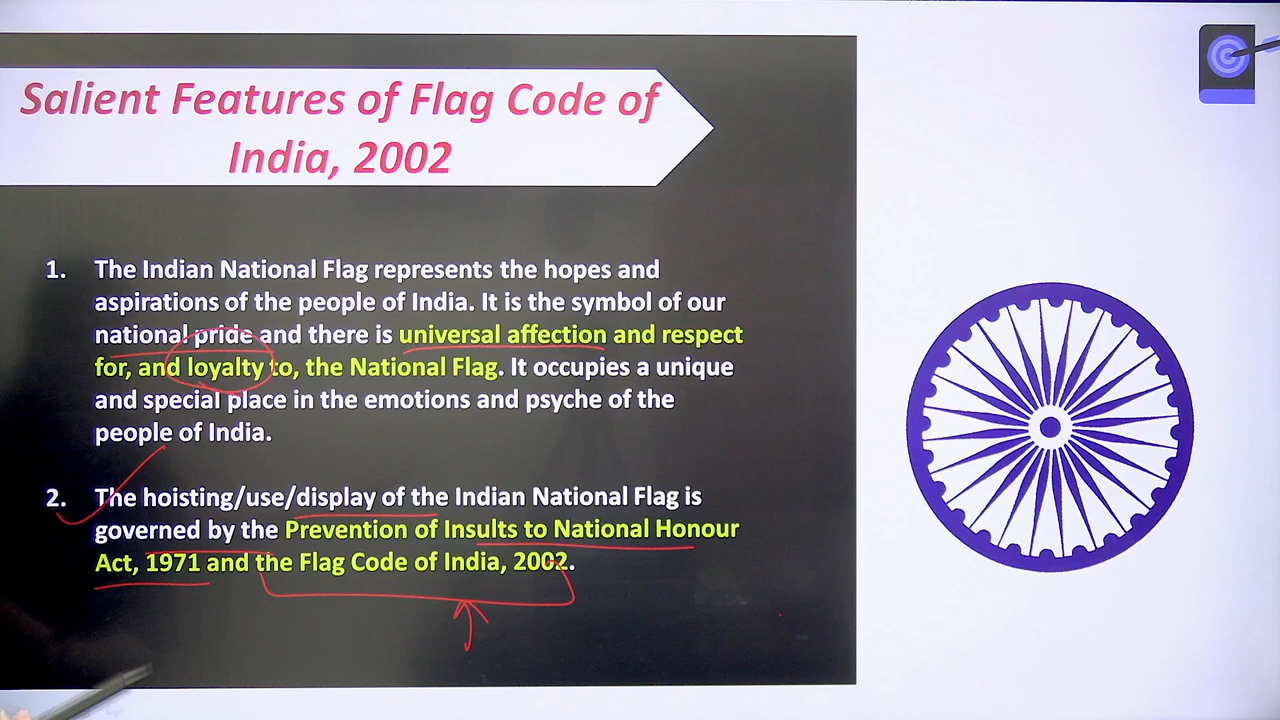 Salient Features of Flag Code of
India, 2002
1. The Indian National Flag represents the hopes and
aspirations of the people of India. It is the symbol of our
national pride and there is universal affection and respect
for, and loyalty to, the National Flag. It occupies a unique
and special place in the emotions and psyche of the
people of India.
2. The hoisting/use/display of the Indian National Flag is
governed by the Prevention of Insults to National Honour
Act, 1971 and the Flag Code of India, 2002.